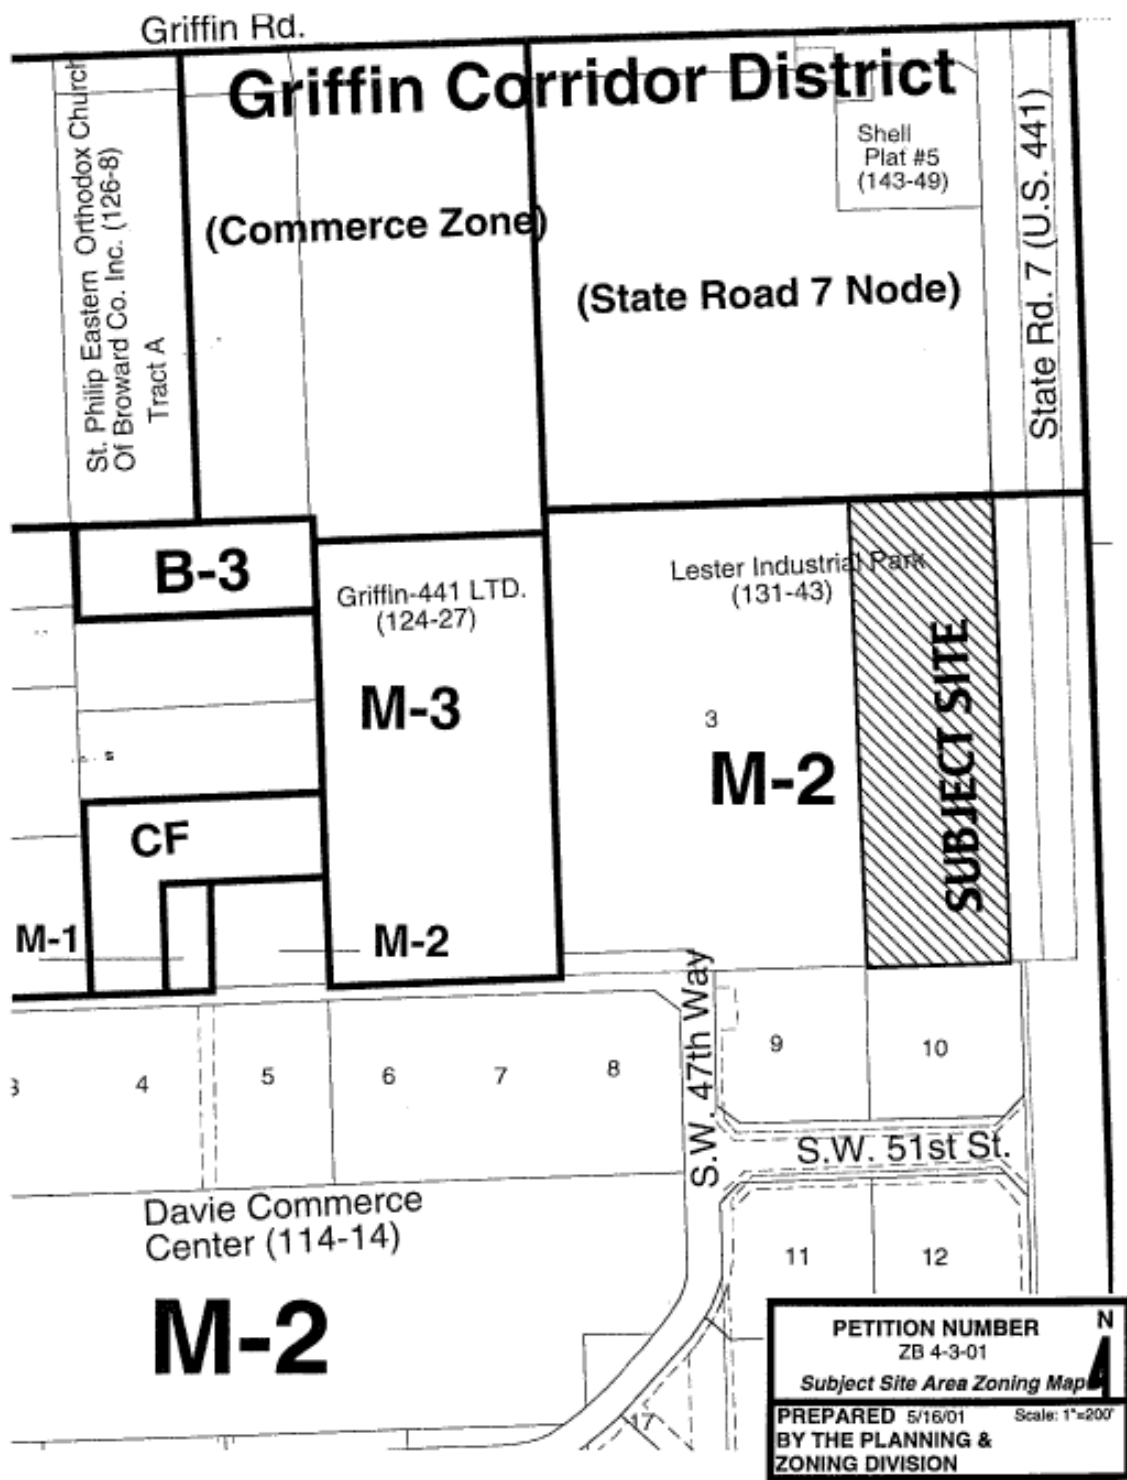 Griffin Rd.
Griffin Corridor District
St. Philip Eastern Orthodox Church
Of Broward Co. Inc. (126-8)
Tract A
(Commerce Zone)
Shell
Plat #5
(143-49)
(State Road 7 Node)
State Rd. 7 (U.S. 441)
B-3
Griffin-441 LTD.
(124-27)
M-3
Lester Industrial Park
(131-43)
3
M-2
SUBJECT SITE
CF
M-1
M-2
S.W. 47th Way
3
4
5
6
7
8
9
10
S.W. 51st St.
Davie Commerce
Center (114-14)
M-2
11
12
17
PETITION NUMBER
ZB 4-3-01
Subject Site Area Zoning Map
N
PREPARED 5/16/01
Scale: 1"=200'
BY THE PLANNING &
ZONING DIVISION